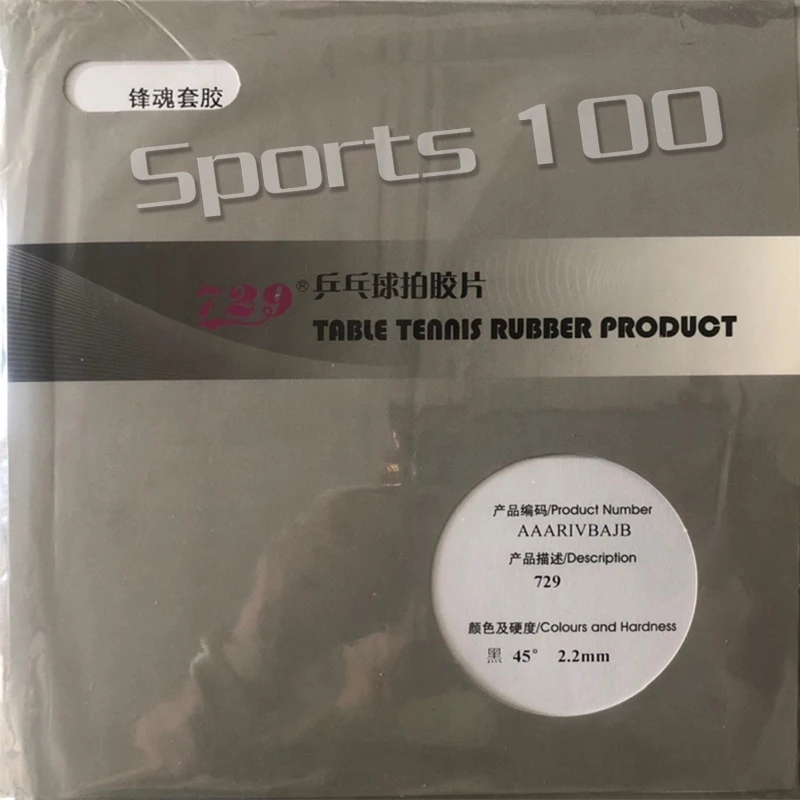 锋魂套胶
Sports 100
729® 乒乓球拍胶片
TABLE TENNIS RUBBER PRODUCT
产品编码/Product Number
AAARIVBAJB
产品描述/Description
729
颜色及硬度/Colours and Hardness
黑 45° 2.2mm